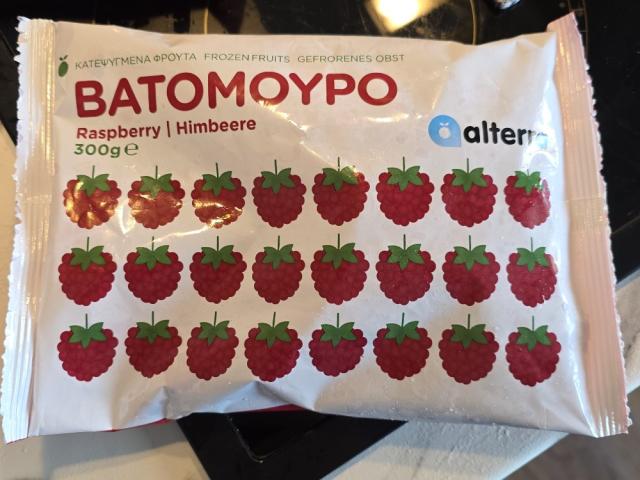 ΚΑΤΕΨΥΓΜΕΝΑ ΦΡΟΥΤΑ FROZEN FRUITS GEFRORENES OBST
ΒΑΤΟΜΟΥΡΟ
Raspberry | Himbeere
300g ℮